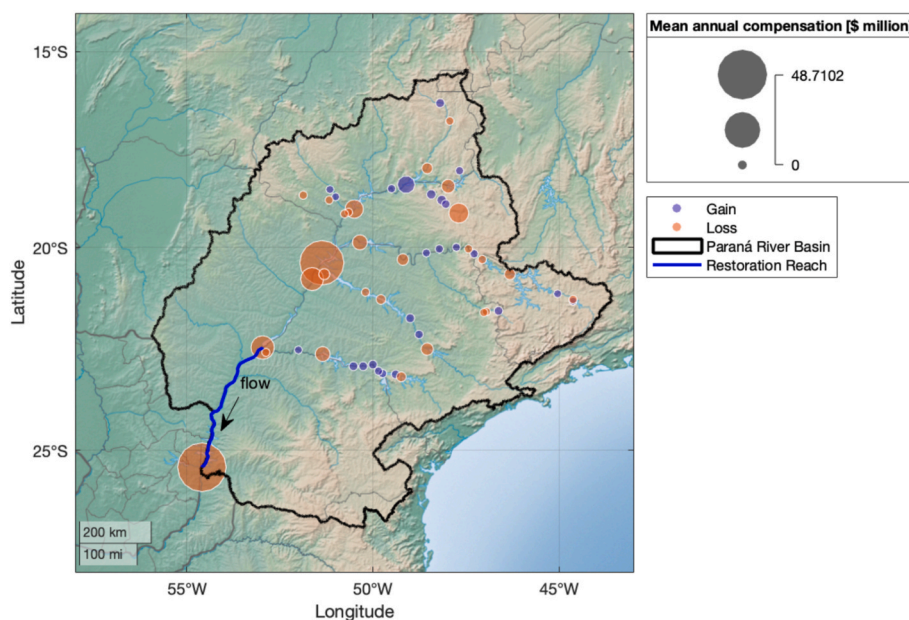 15°S
20°S
25°S
Latitude
flow
200 km
100 mi
55°W
50°W
45°W
Longitude
Mean annual compensation [$ million]
48.7102
0
Gain
Loss
Paraná River Basin
Restoration Reach